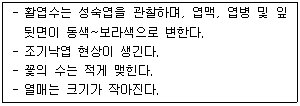 - 활엽수는 성숙엽을 관찰하며, 엽맥, 엽병 및 잎
뒷면이 동색~보라색으로 변한다.
- 조기낙엽 현상이 생긴다.
- 꽃의 수는 적게 맺힌다.
- 열매는 크기가 작아진다.